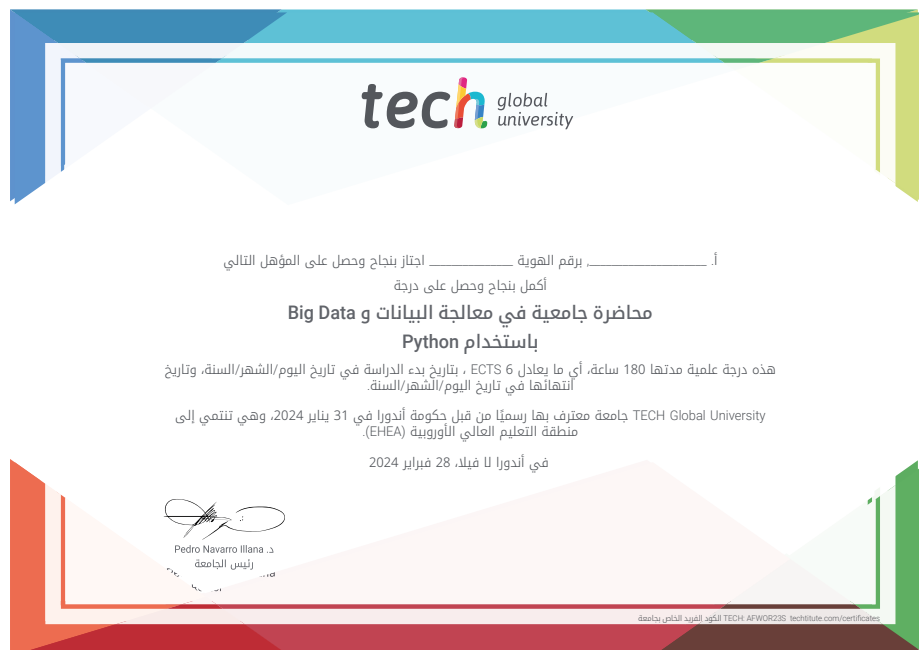 tech global
university
أ. ____________________, برقم الهوية ______________ اجتاز بنجاح وحصل على المؤهل التالي
أكمل بنجاح وحصل على درجة
محاضرة جامعية في معالجة البيانات و Big Data
باستخدام Python
هذه درجة علمية مدتها 180 ساعة، أي ما يعادل 6 ECTS ، بتاريخ بدء الدراسة في تاريخ اليوم/الشهر/السنة، وتاريخ
انتهائها في تاريخ اليوم/الشهر/السنة.
TECH Global University جامعة معترف بها رسميًا من قبل حكومة أندورا في 31 يناير 2024، وهي تنتمي إلى
منطقة التعليم العالي الأوروبية (EHEA).
في أندورا لا فيلا، 28 فبراير 2024
د. Pedro Navarro Illana
رئيس الجامعة
الكود الفريد الخاص بجامعة TECH: AFWOR23S techtitute.com/certificates